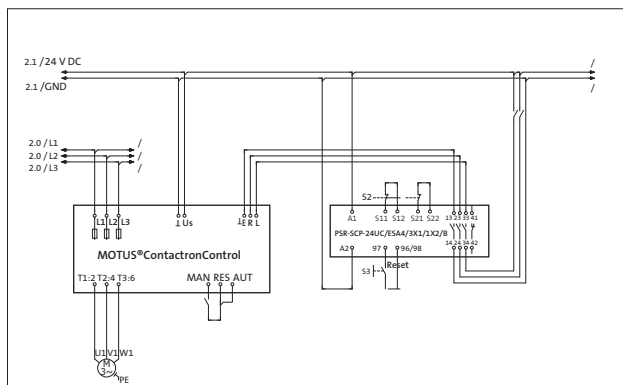 2.1 /24 V DC /
2.1 /GND /
2.0 / L1 /
2.0 / L2 /
2.0 / L3 /
L1 L2 L3 ⊥ Us ⊥E R L
MOTUS®ContactronControl
T1:2 T2:4 T3:6 MAN RES AUT
U1 V1 W1
M
3~
PE
S2
A1 S11 S12 S21 S22 13 23 33 41
PSR-SCP-24UC/ESA4/3X1/1X2/B
A2 97 96/98 14 24 34 42
S3 Reset